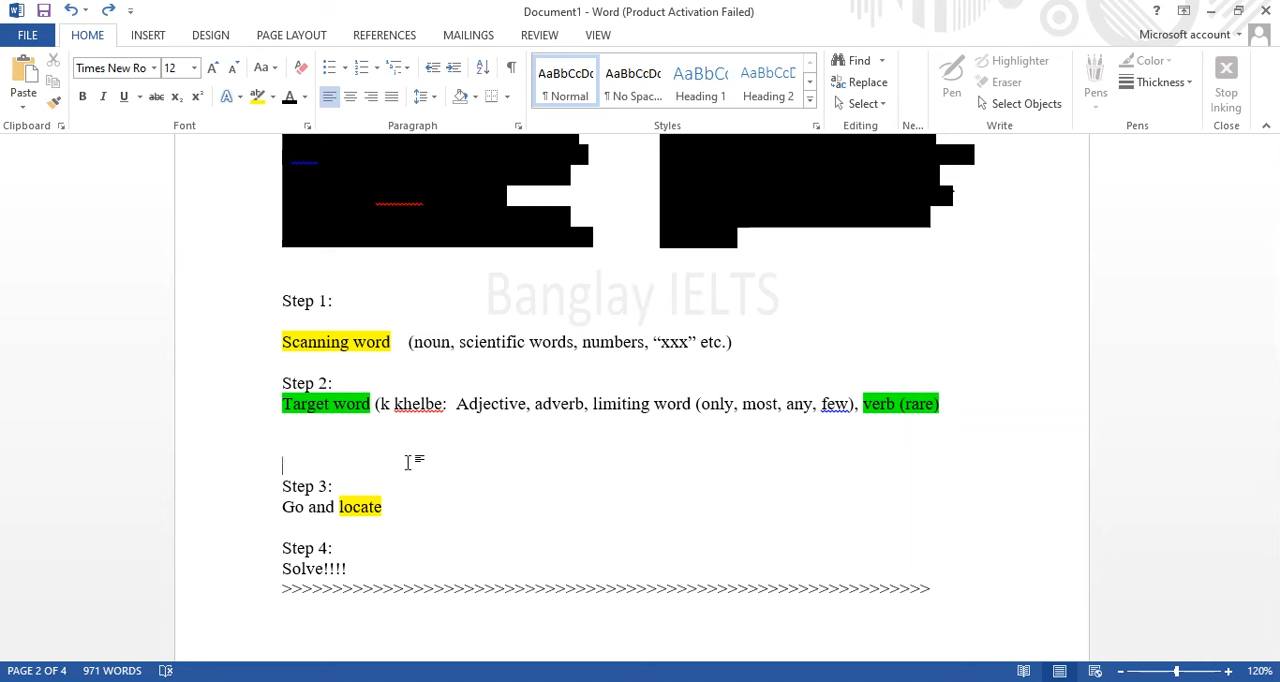 Document1 - Word (Product Activation Failed)
FILE HOME INSERT DESIGN PAGE LAYOUT REFERENCES MAILINGS REVIEW VIEW Microsoft account
Times New Ro 12 Aa Find Highlighter Color
AaBbCcDc AaBbCcDc AaBbCc AaBbCcD
Paste Replace Eraser Thickness
¶ Normal ¶ No Spac... Heading 1 Heading 2 Select Pen Select Objects Pens Stop Inking
Clipboard Font Paragraph Styles Editing Ne... Write Pens Close
Banglay IELTS
Step 1:
Scanning word (noun, scientific words, numbers, “xxx” etc.)
Step 2:
Target word (k khelbe: Adjective, adverb, limiting word (only, most, any, few), verb (rare)
Step 3:
Go and locate
Step 4:
Solve!!!!
>>>>>>>>>>>>>>>>>>>>>>>>>>>>>>>>>>>>>>>>>>>>>>>>>>>>>>>>>>>>>>>>
PAGE 2 OF 4 971 WORDS 120%